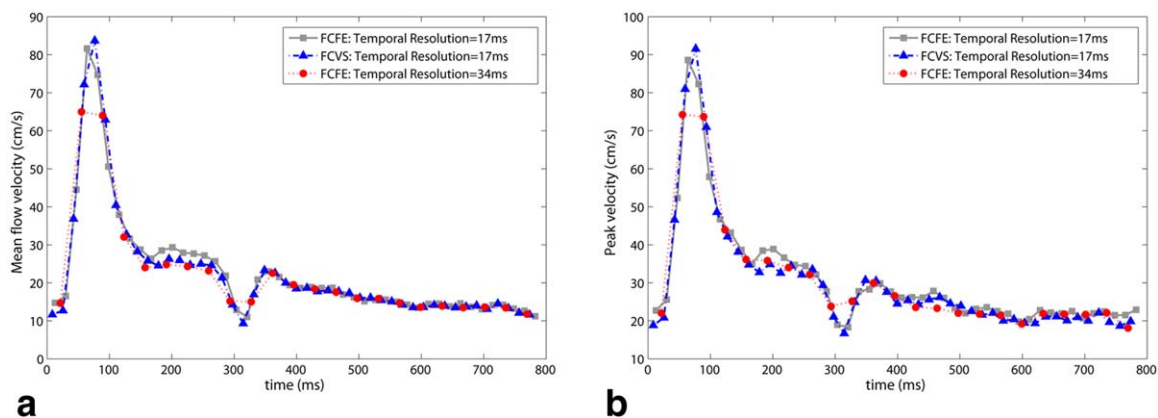 90
80
70
60
50
40
30
20
10
0
Mean flow velocity (cm/s)
FCFE: Temporal Resolution=17ms
FCVS: Temporal Resolution=17ms
FCFE: Temporal Resolution=34ms
0 100 200 300 400 500 600 700 800
time (ms)
a
100
90
80
70
60
50
40
30
20
10
Peak velocity (cm/s)
FCFE: Temporal Resolution=17ms
FCVS: Temporal Resolution=17ms
FCFE: Temporal Resolution=34ms
0 100 200 300 400 500 600 700 800
time (ms)
b